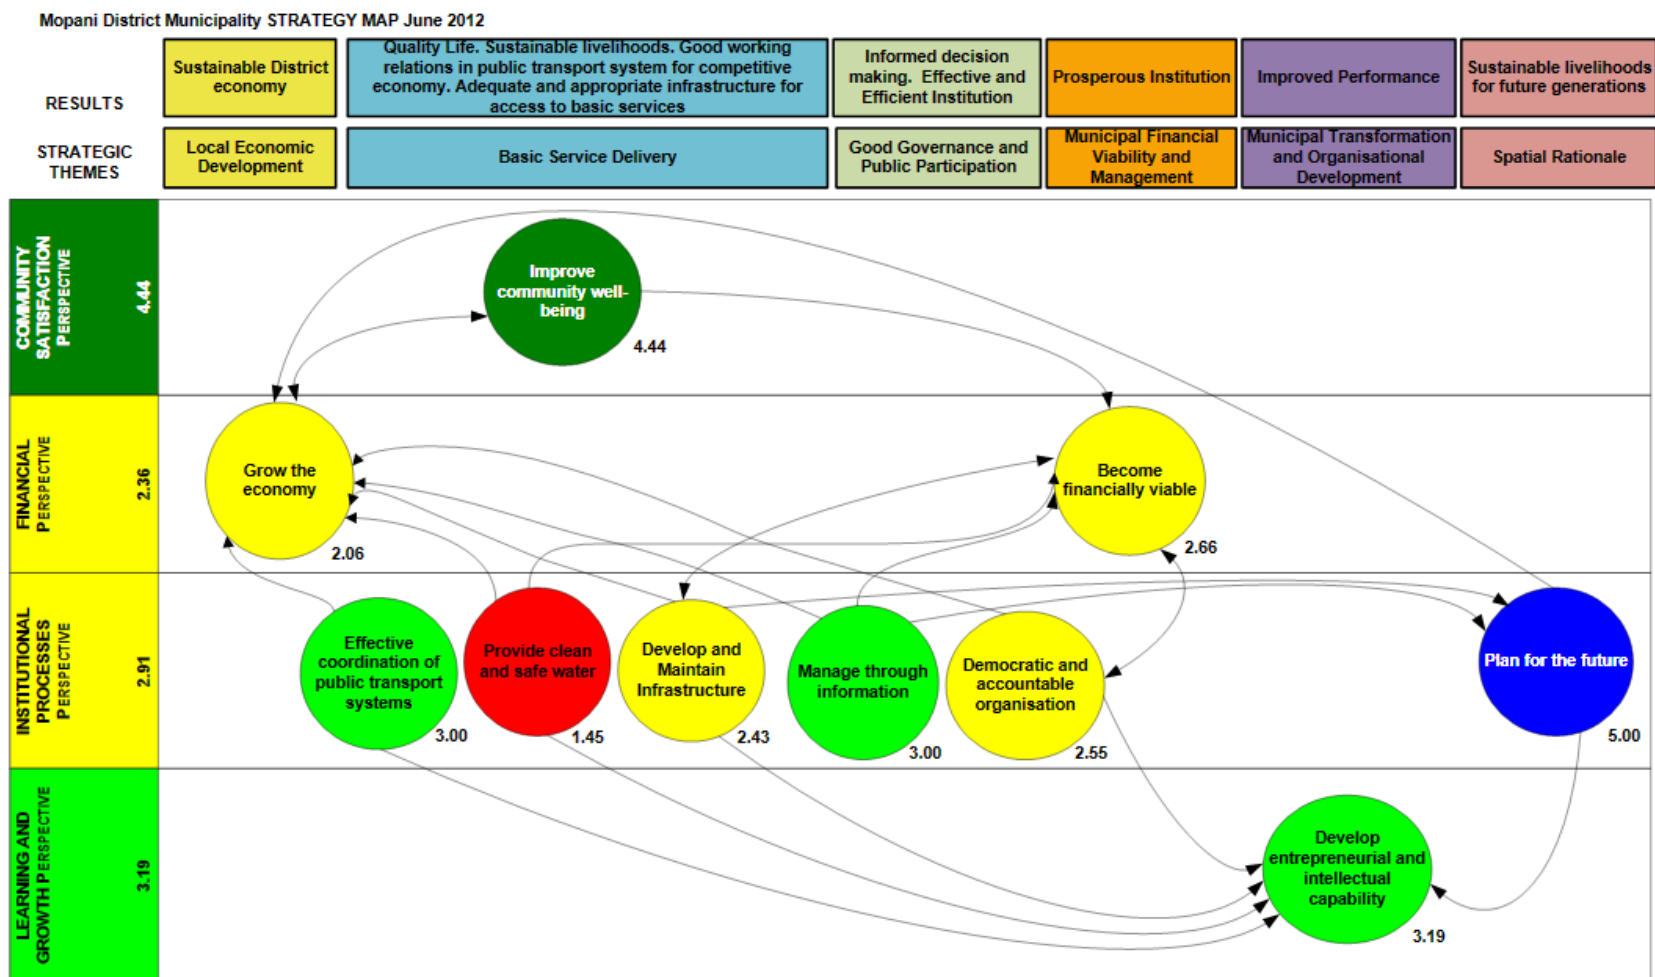 Mopani District Municipality STRATEGY MAP June 2012
RESULTS
Sustainable District
economy
Quality Life. Sustainable livelihoods. Good working
relations in public transport system for competitive
economy. Adequate and appropriate infrastructure for
access to basic services
Informed decision
making. Effective and
Efficient Institution
Prosperous Institution
Improved Performance
Sustainable livelihoods
for future generations
STRATEGIC
THEMES
Local Economic
Development
Basic Service Delivery
Good Governance and
Public Participation
Municipal Financial
Viability and
Management
Municipal Transformation
and Organisational
Development
Spatial Rationale
COMMUNITY
SATISFACTION
PERSPECTIVE
4.44
Improve
community well-
being
4.44
FINANCIAL
PERSPECTIVE
2.36
Grow the
economy
2.06
Become
financially viable
2.66
INSTITUTIONAL
PROCESSES
PERSPECTIVE
2.91
Effective
coordination of
public transport
systems
3.00
Provide clean
and safe water
1.45
Develop and
Maintain
Infrastructure
2.43
Manage through
information
3.00
Democratic and
accountable
organisation
2.55
Plan for the future
5.00
LEARNING AND
GROWTH PERSPECTIVE
3.19
Develop
entrepreneurial and
intellectual
capability
3.19